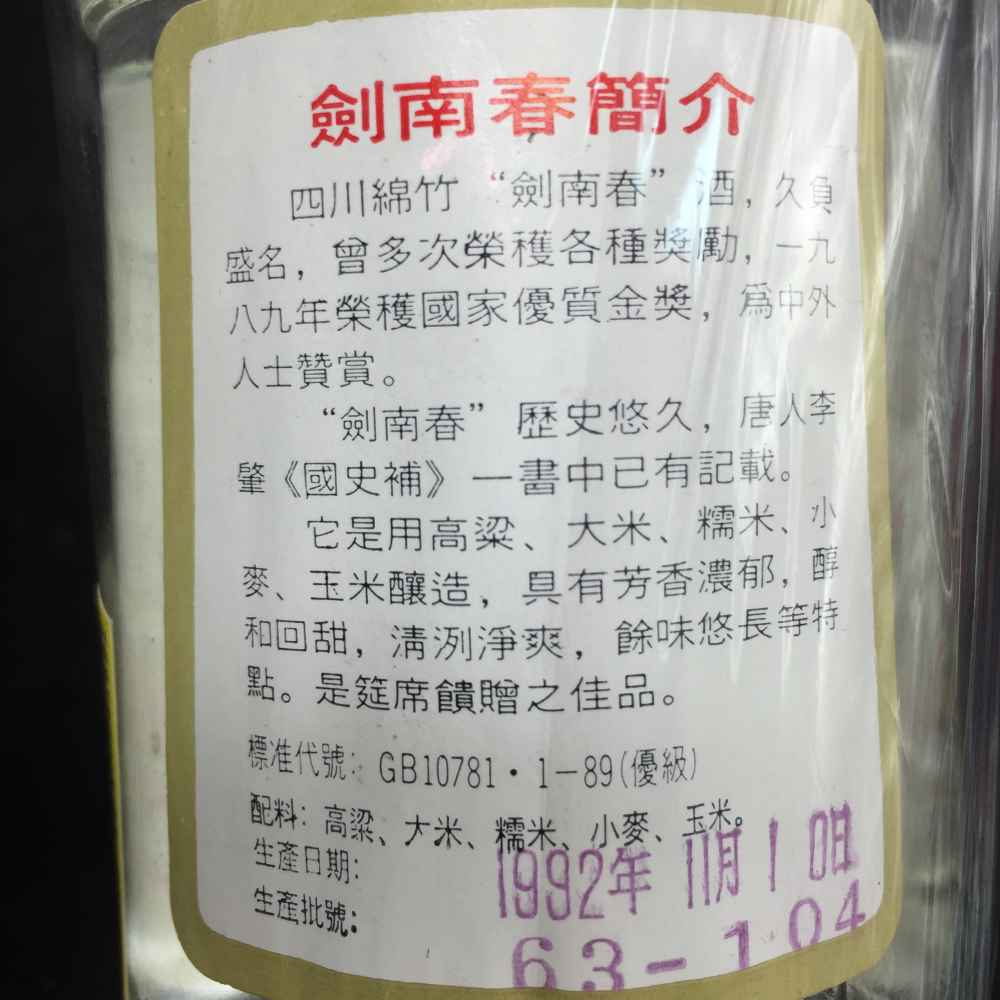 劍南春簡介
四川綿竹“劍南春”酒，久負
盛名，曾多次榮穫各種獎勵，一九
八九年榮穫國家優質金獎，爲中外
人士贊賞。
“劍南春”歷史悠久，唐人李
肇《國史補》一書中已有記載。
它是用高粱、大米、糯米、小
麥、玉米釀造，具有芳香濃郁，醇
和回甜，清洌淨爽，餘味悠長等特
點。是筵席饋贈之佳品。
標准代號：GB10781·1－89(優級)
配料：高粱、大米、糯米、小麥、玉米。
生產日期：1992年11月10日
生產批號：63-104